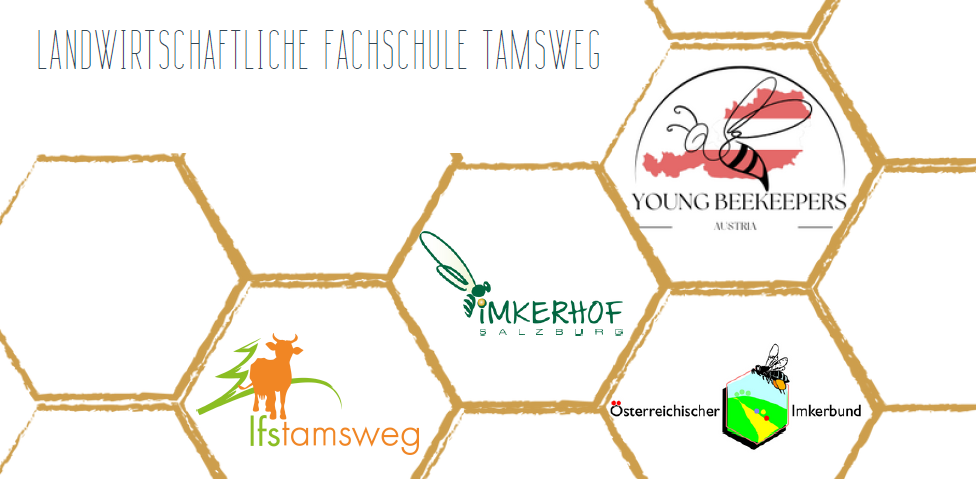 LANDWIRTSCHAFTLICHE FACHSCHULE TAMSWEG
YOUNG BEEKEEPERS
AUSTRIA
iMKERHOF
SALZBURG
Österreichischer Imkerbund
lfstamsweg